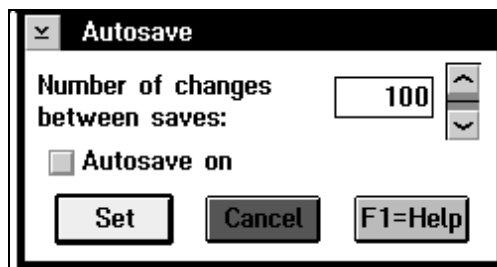 Autosave
Number of changes
between saves:
100
Autosave on
Set
Cancel
F1=Help